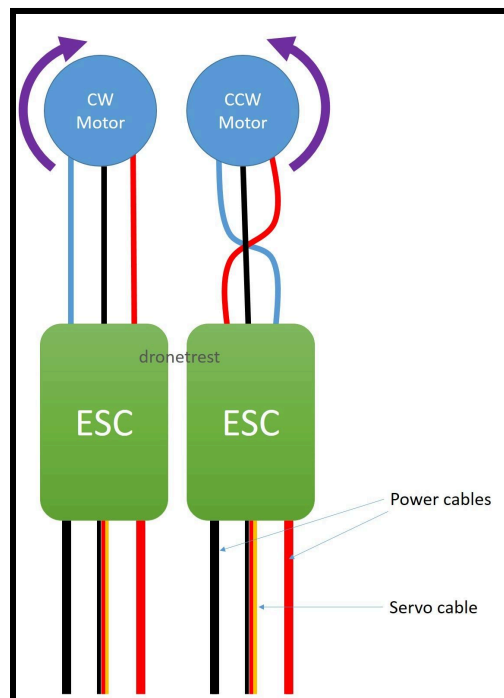 CW
Motor
CCW
Motor
dronetrest
ESC
ESC
Power cables
Servo cable